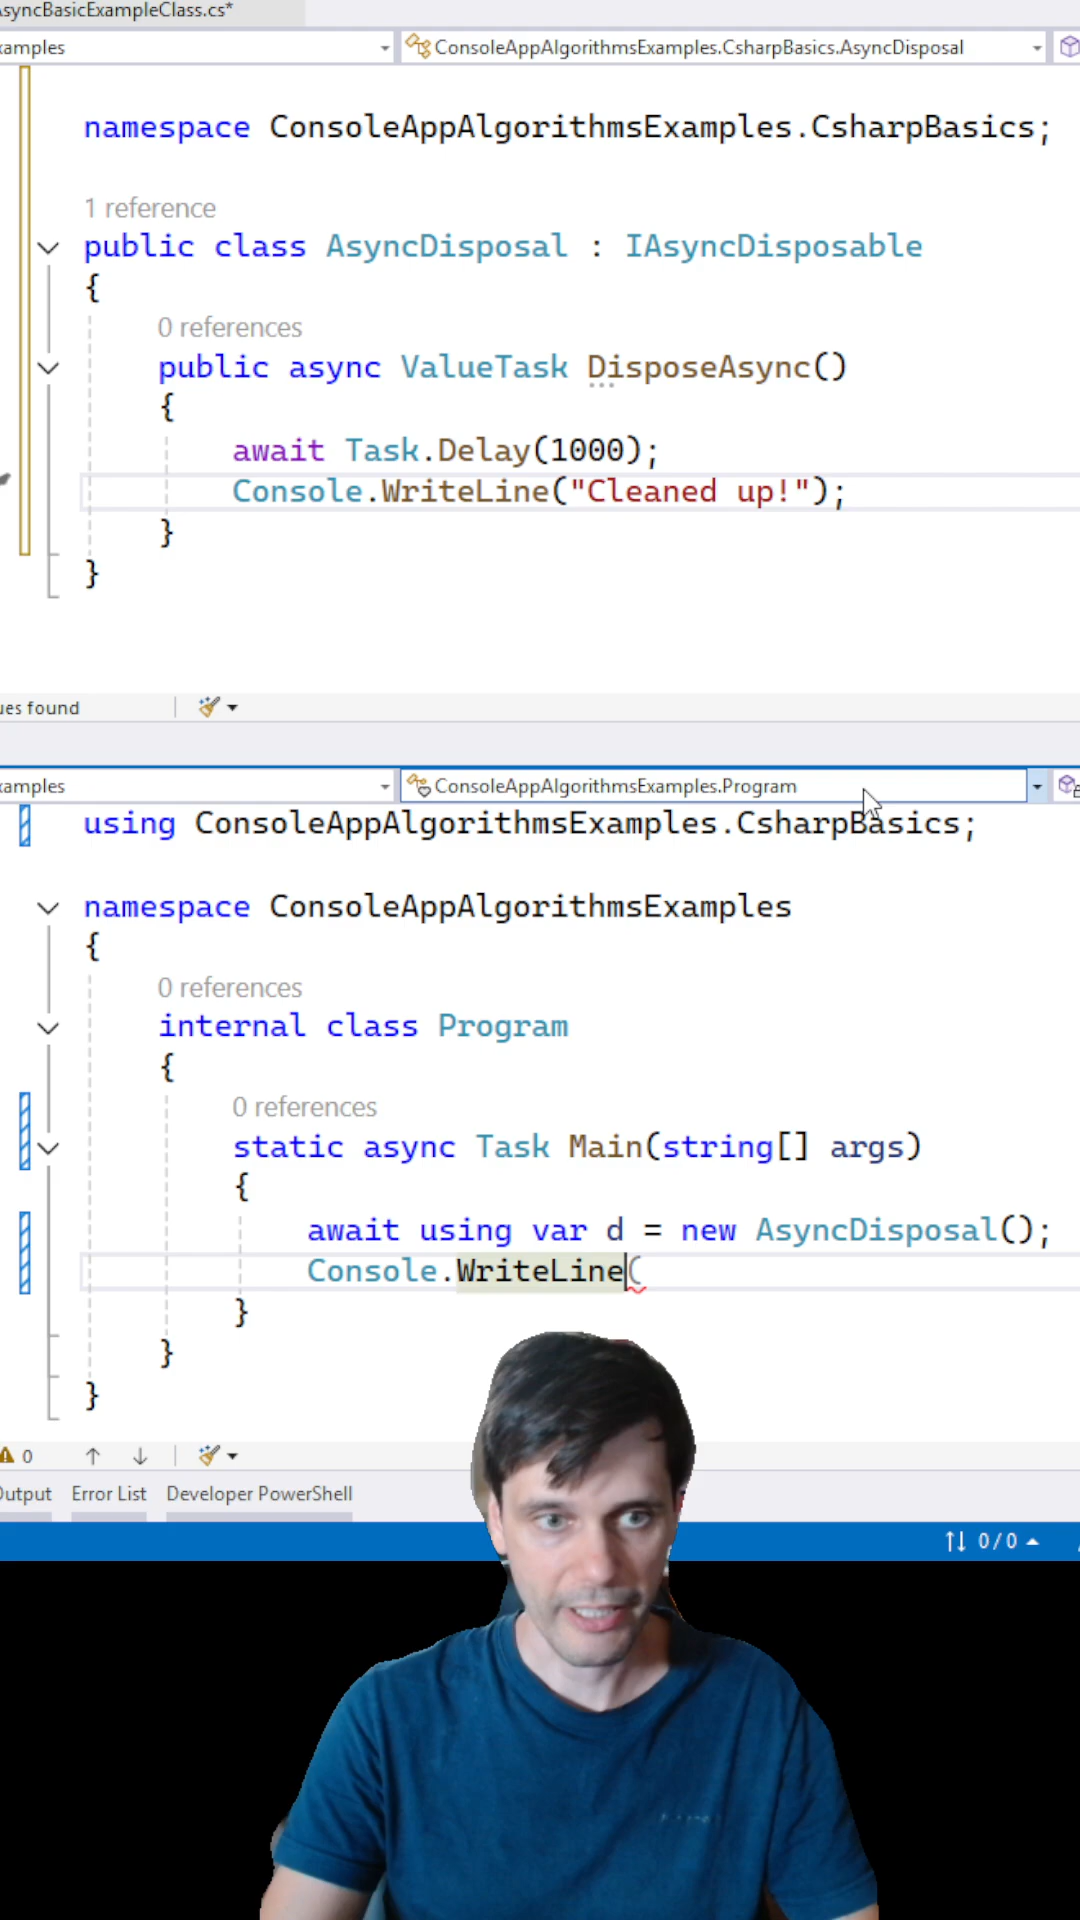 AsyncBasicExampleClass.cs*
xamples
ConsoleAppAlgorithmsExamples.CsharpBasics.AsyncDisposal
namespace ConsoleAppAlgorithmsExamples.CsharpBasics;
1 reference
public class AsyncDisposal : IAsyncDisposable
{
0 references
public async ValueTask DisposeAsync()
{
await Task.Delay(1000);
Console.WriteLine("Cleaned up!");
}
}
ues found
xamples
ConsoleAppAlgorithmsExamples.Program
using ConsoleAppAlgorithmsExamples.CsharpBasics;
namespace ConsoleAppAlgorithmsExamples
{
0 references
internal class Program
{
0 references
static async Task Main(string[] args)
{
await using var d = new AsyncDisposal();
Console.WriteLine(
}
}
}
0
Output Error List Developer PowerShell
0/0